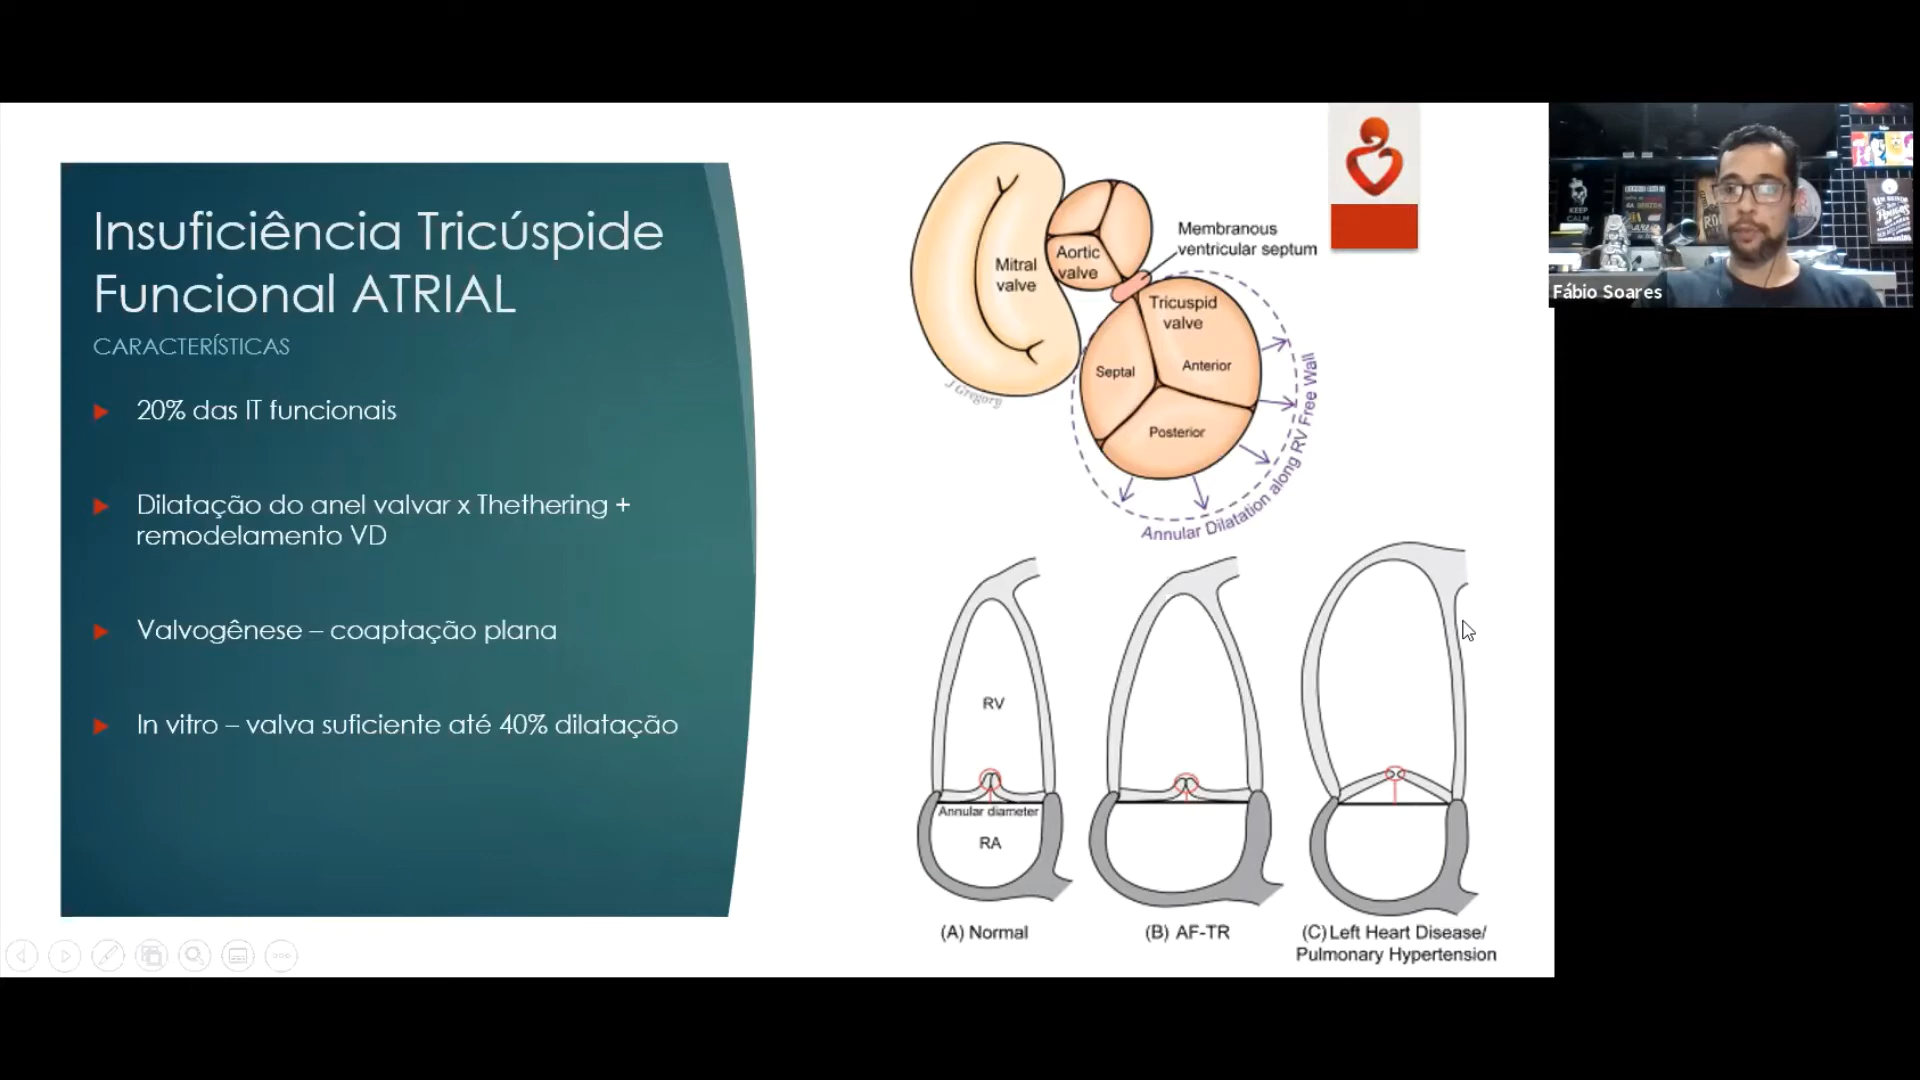 Insuficiência Tricúspide
Funcional ATRIAL
CARACTERÍSTICAS
20% das IT funcionais
Dilatação do anel valvar x Thethering +
remodelamento VD
Valvogênese – coaptação plana
In vitro – valva suficiente até 40% dilatação
Membranous
ventricular septum
Mitral
valve
Aortic
valve
Tricuspid
valve
Septal
Anterior
Posterior
J Gregory
Annular Dilatation along RV Free Wall
RV
Annular diameter
RA
(A) Normal
(B) AF-TR
(C) Left Heart Disease/
Pulmonary Hypertension
KEEP
CALM
Fábio Soares